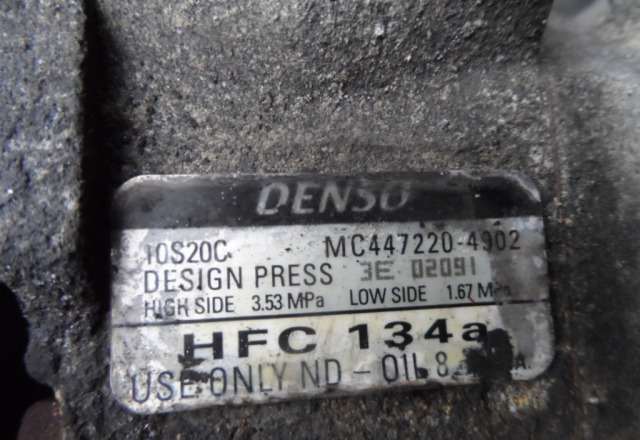 DENSO
10S20C MC447220-4902
DESIGN PRESS 3E 02091
HIGH SIDE 3.53 MPa LOW SIDE 1.67
HFC 134a
USE ONLY ND-OIL 8